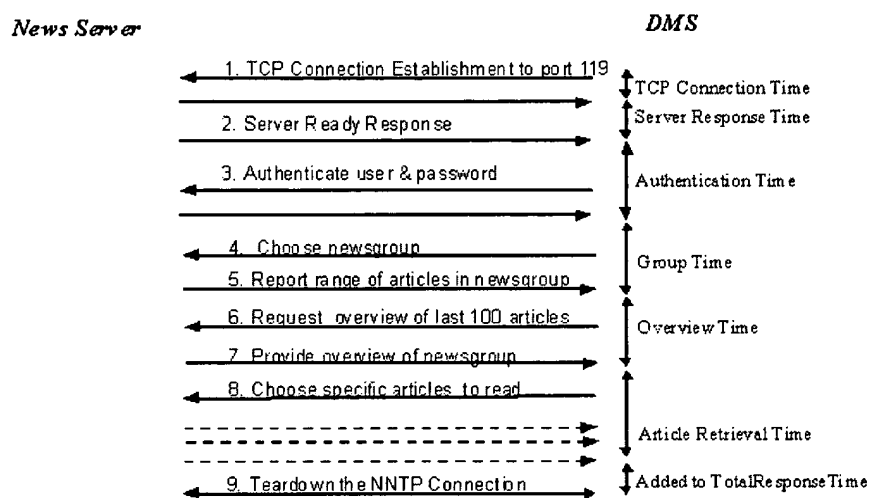 News Server
DMS
1. TCP Connection Establishment to port 119
TCP Connection Time
2. Server Ready Response
Server Response Time
3. Authenticate user & password
Authentication Time
4. Choose newsgroup
Group Time
5. Report range of articles in newsgroup
6. Request overview of last 100 articles
Overview Time
7. Provide overview of newsgroup
8. Choose specific articles to read
Article Retrieval Time
9. Teardown the NNTP Connection
Added to TotalResponseTime